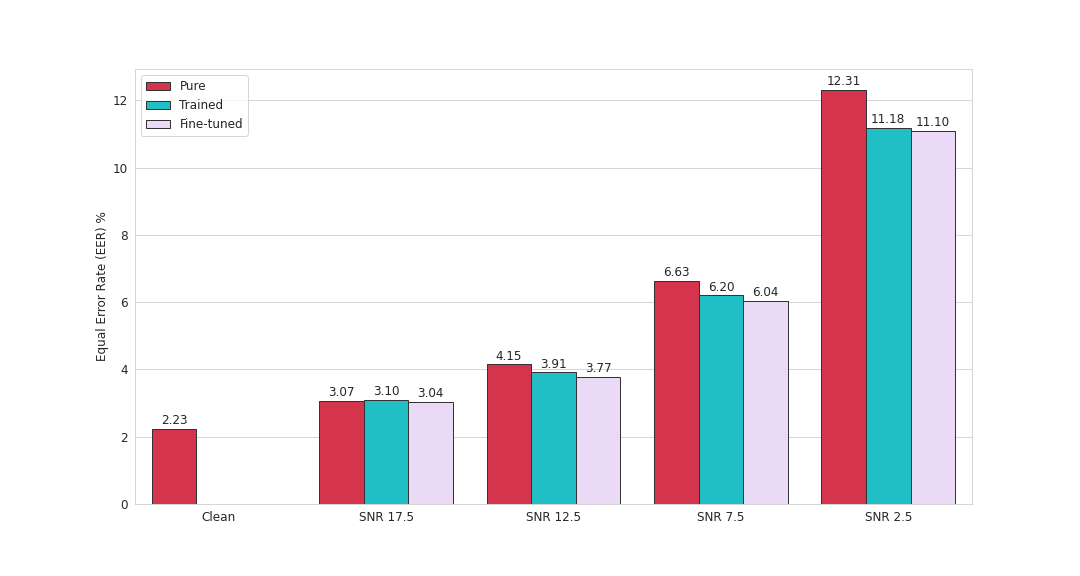 Pure
Trained
Fine-tuned
Equal Error Rate (EER) %
12
10
8
6
4
2
0
2.23
3.07
3.10
3.04
4.15
3.91
3.77
6.63
6.20
6.04
12.31
11.18
11.10
Clean
SNR 17.5
SNR 12.5
SNR 7.5
SNR 2.5